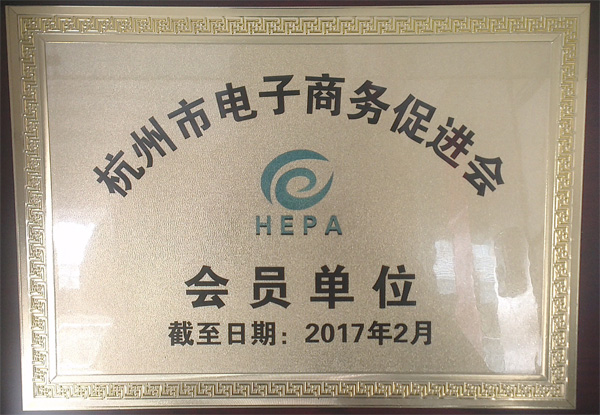 杭州市电子商务促进会
HEPA
会员单位
截至日期：2017年2月